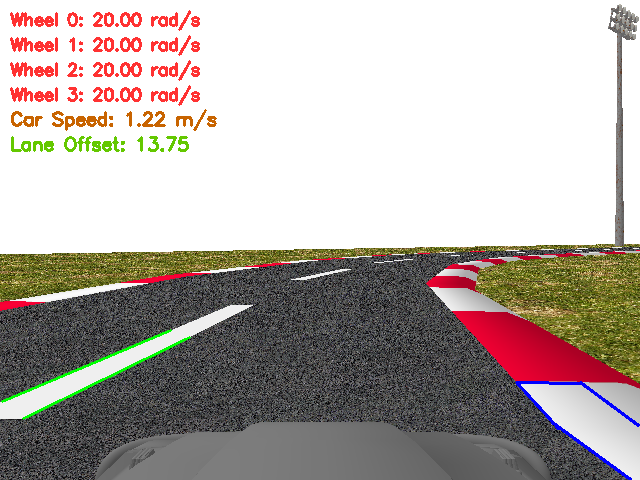 Wheel 0: 20.00 rad/s
Wheel 1: 20.00 rad/s
Wheel 2: 20.00 rad/s
Wheel 3: 20.00 rad/s
Car Speed: 1.22 m/s
Lane Offset: 13.75